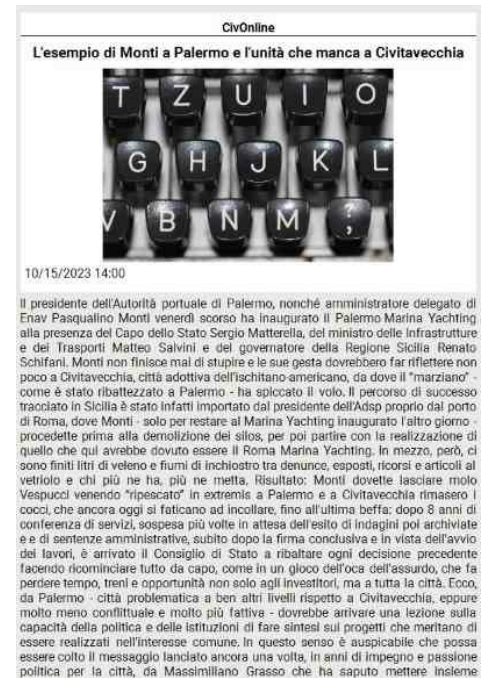 CivOnline
L'esempio di Monti a Palermo e l'unità che manca a Civitavecchia
T Z U I O
G H J K L
V B N M ?
;
10/15/2023 14:00
Il presidente dell'Autorità portuale di Palermo, nonché amministratore delegato di
Enav Pasqualino Monti venerdì scorso ha inaugurato il Palermo Marina Yachting
alla presenza del Capo dello Stato Sergio Matterella, del ministro delle Infrastrutture
e dei Trasporti Matteo Salvini e del governatore della Regione Sicilia Renato
Schifani. Monti non finisce mai di stupire e le sue gesta dovrebbero far riflettere non
poco a Civitavecchia, città adottiva dell'ischitano-americano, da dove il "marziano" -
come è stato ribattezzato a Palermo - ha spiccato il volo. Il percorso di successo
tracciato in Sicilia è stato infatti importato dal presidente dell'Adsp proprio dal porto
di Roma, dove Monti - solo per restare al Marina Yachting inaugurato l'altro giorno -
procedette prima alla demolizione dei silos, per poi partire con la realizzazione di
quello che qui avrebbe dovuto essere il Roma Marina Yachting. In mezzo, però, ci
sono finiti litri di veleno e fiumi di inchiostro tra denunce, esposti, ricorsi e articoli al
vetriolo e chi più ne ha, più ne metta. Risultato: Monti dovette lasciare molo
Vespucci venendo "ripescato" in extremis a Palermo e a Civitavecchia rimasero i
cocci, che ancora oggi si faticano ad incollare, fino all'ultima beffa: dopo 8 anni di
conferenza di servizi, sospesa più volte in attesa dell'esito di indagini poi archiviate
e e di sentenze amministrative, subito dopo la firma conclusiva e in vista dell'avvio
dei lavori, è arrivato il Consiglio di Stato a ribaltare ogni decisione precedente
facendo ricominciare tutto da capo, come in un gioco dell'oca dell'assurdo, che fa
perdere tempo, treni e opportunità non solo agli investitori, ma a tutta la città. Ecco,
da Palermo - città problematica a ben altri livelli rispetto a Civitavecchia, eppure
molto meno conflittuale e molto più fattiva - dovrebbe arrivare una lezione sulla
capacità della politica e delle istituzioni di fare sintesi sui progetti che meritano di
essere realizzati nell'interesse comune. In questo senso è auspicabile che possa
essere colto il messaggio lanciato ancora una volta, in anni di impegno e passione
politica per la città, da Massimiliano Grasso che ha saputo mettere insieme